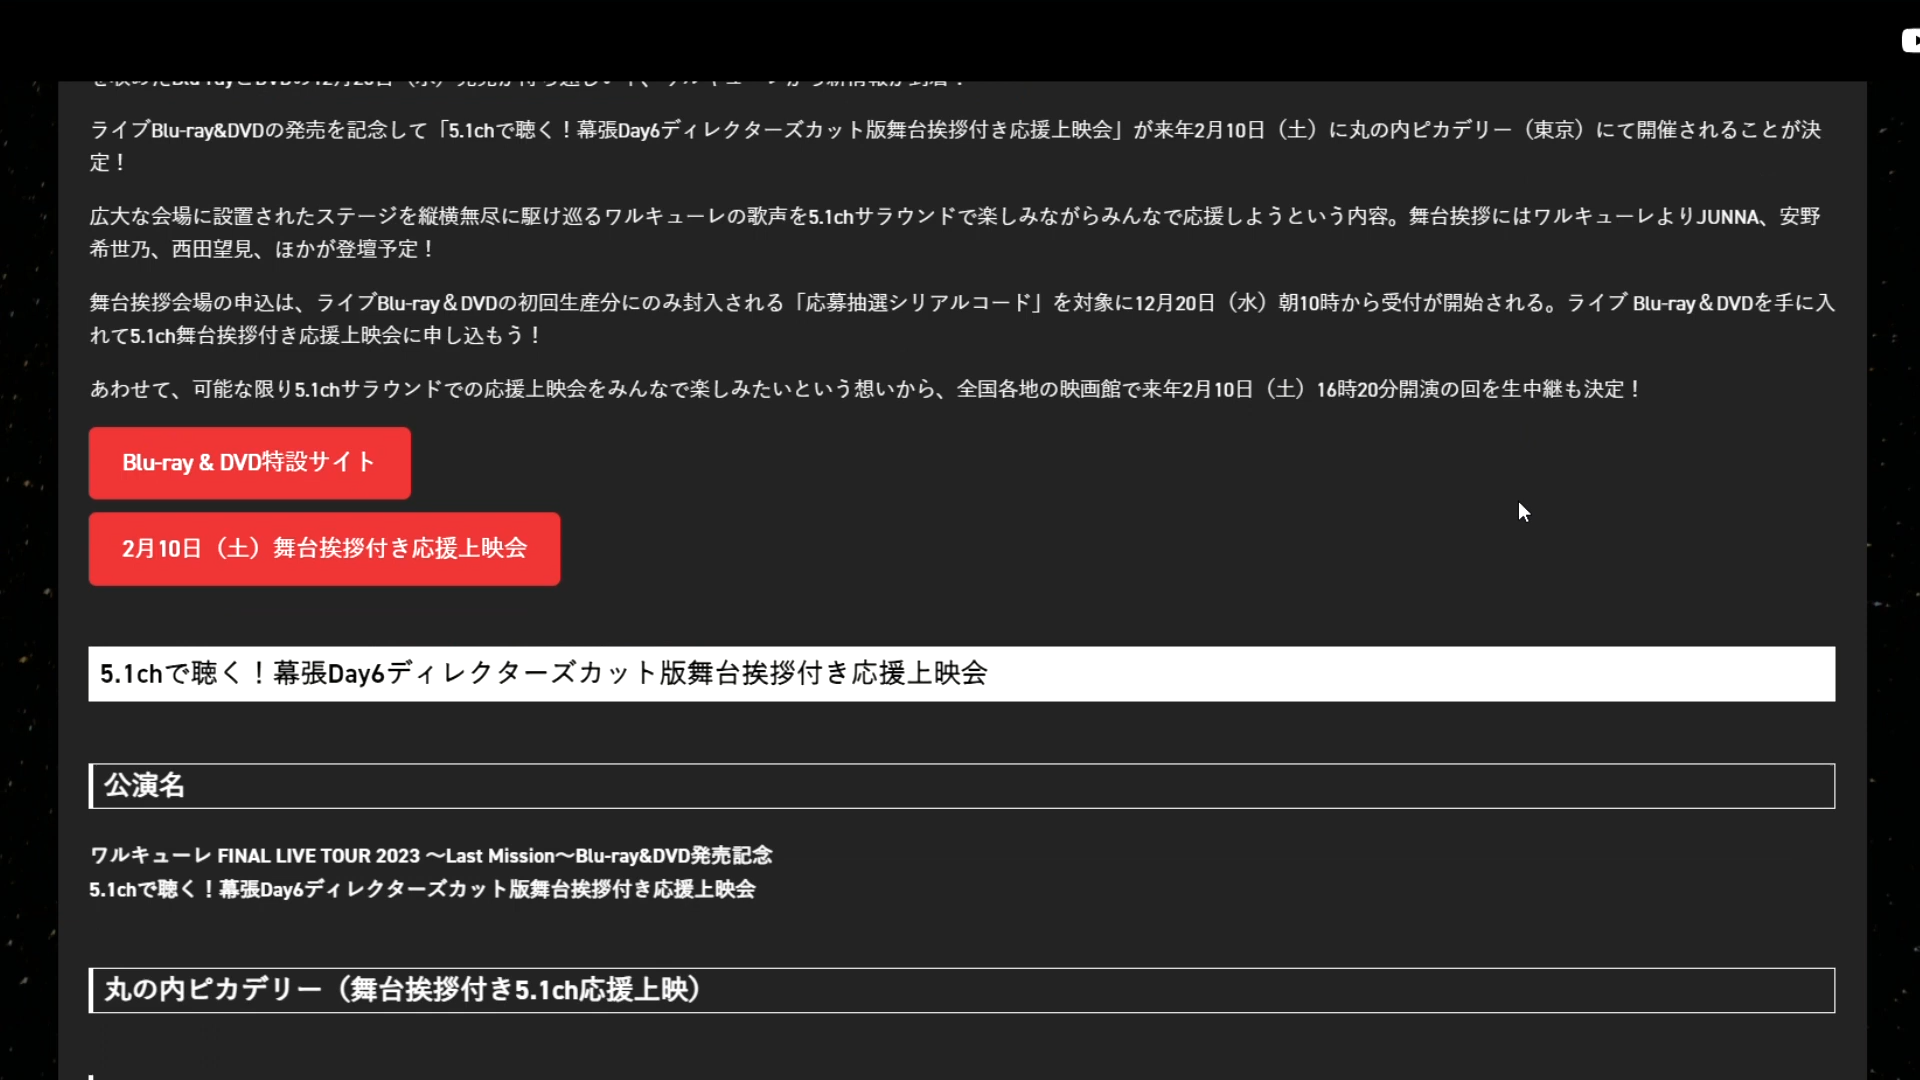 ライブBlu-ray&DVDの発売を記念して「5.1chで聴く！幕張Day6ディレクターズカット版舞台挨拶付き応援上映会」が来年2月10日（土）に丸の内ピカデリー（東京）にて開催されることが決
定！
広大な会場に設置されたステージを縦横無尽に駆け巡るワルキューレの歌声を5.1chサラウンドで楽しみながらみんなで応援しようという内容。舞台挨拶にはワルキューレよりJUNNA、安野
希世乃、西田望見、ほかが登壇予定！
舞台挨拶会場の申込は、ライブBlu-ray＆DVDの初回生産分にのみ封入される「応募抽選シリアルコード」を対象に12月20日（水）朝10時から受付が開始される。ライブ Blu-ray＆DVDを手に入
れて5.1ch舞台挨拶付き応援上映会に申し込もう！
あわせて、可能な限り5.1chサラウンドでの応援上映会をみんなで楽しみたいという想いから、全国各地の映画館で来年2月10日（土）16時20分開演の回を生中継も決定！
Blu-ray & DVD特設サイト
2月10日（土）舞台挨拶付き応援上映会
5.1chで聴く！幕張Day6ディレクターズカット版舞台挨拶付き応援上映会
公演名
ワルキューレ FINAL LIVE TOUR 2023 〜Last Mission〜Blu-ray&DVD発売記念
5.1chで聴く！幕張Day6ディレクターズカット版舞台挨拶付き応援上映会
丸の内ピカデリー（舞台挨拶付き5.1ch応援上映）